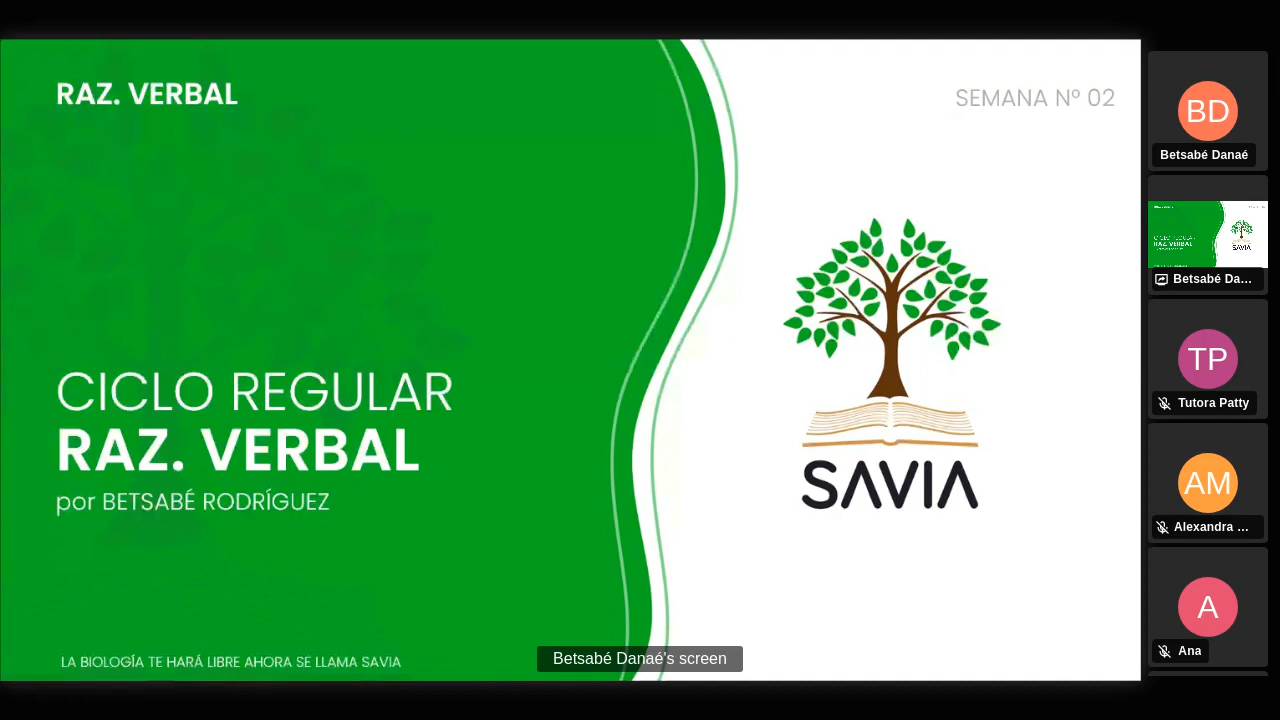 RAZ. VERBAL
SEMANA Nº 02
CICLO REGULAR
RAZ. VERBAL
por BETSABÉ RODRÍGUEZ
SAVIA
LA BIOLOGÍA TE HARÁ LIBRE AHORA SE LLAMA SAVIA
Betsabé Danaé's screen
BD
Betsabé Danaé
SAVIA
Betsabé Da...
TP
Tutora Patty
AM
Alexandra ...
A
Ana